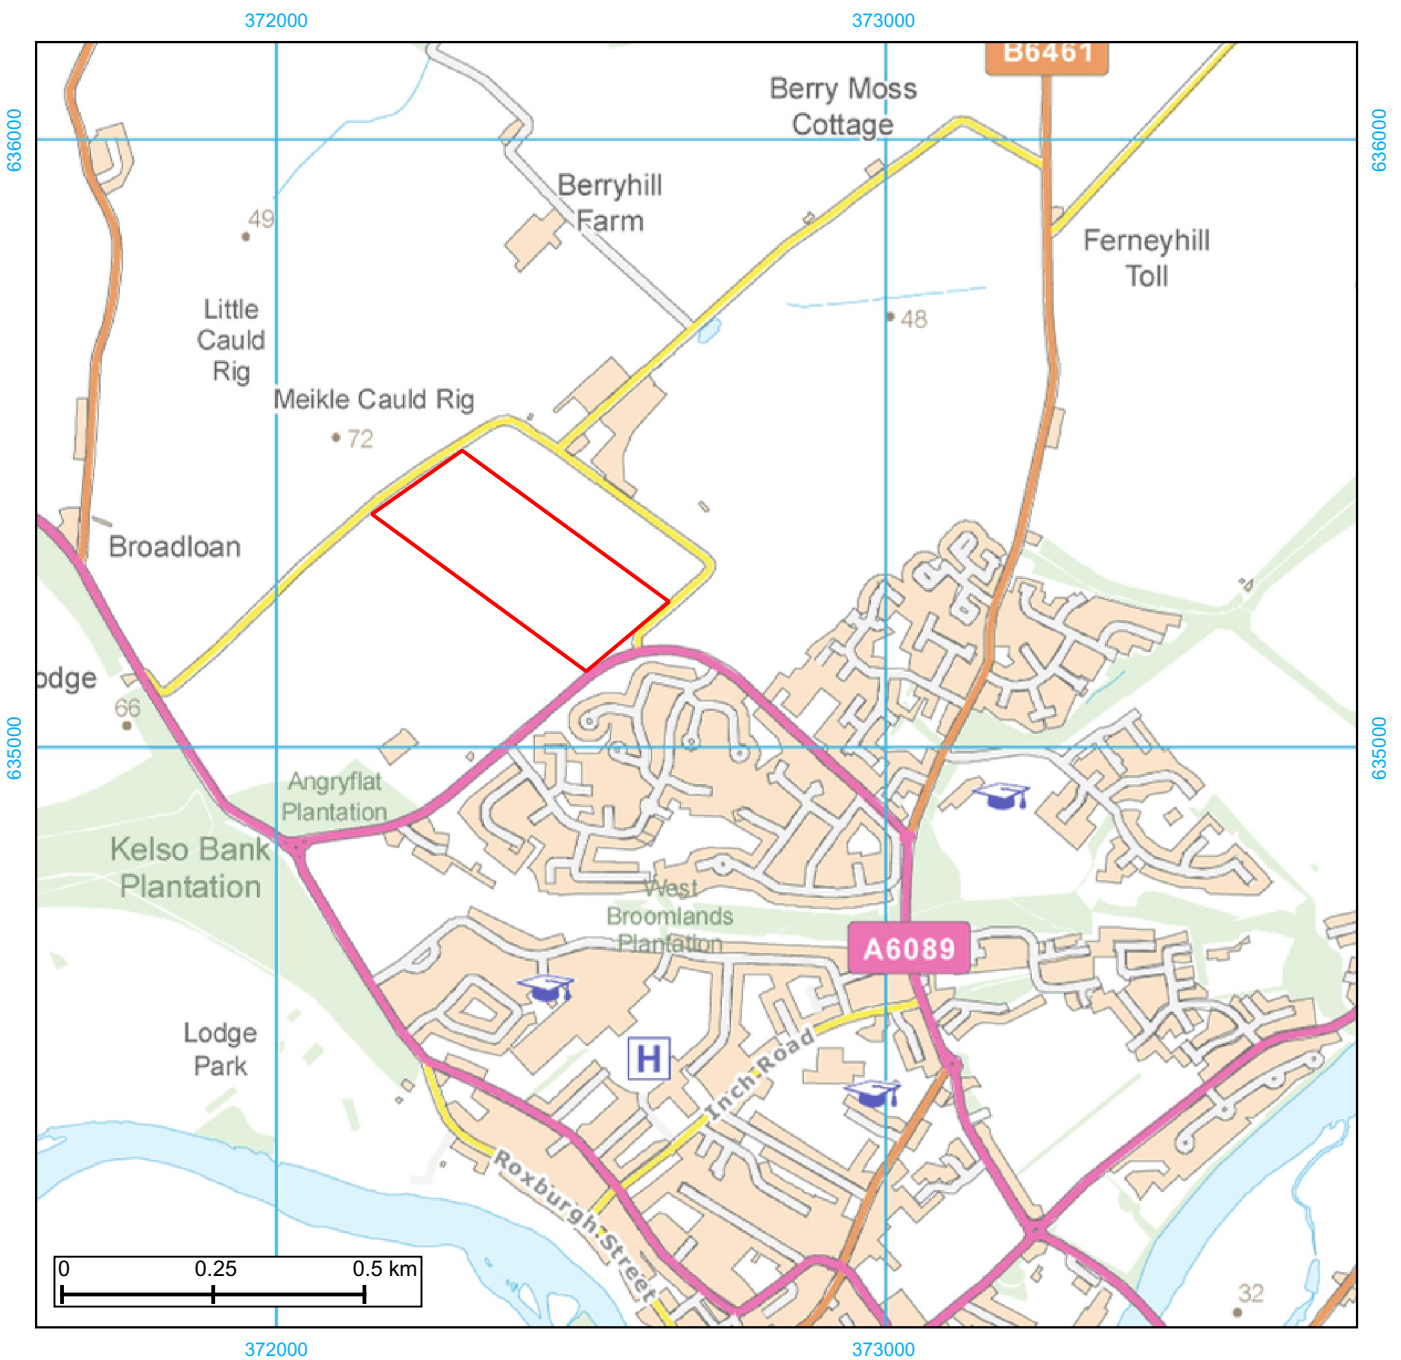 372000
373000
B6461
Berry Moss
Cottage
636000
636000
Berryhill
Farm
49
Ferneyhill
Toll
Little
Cauld
Rig
48
Meikle Cauld Rig
72
Broadloan
odge
66
635000
635000
Angryflat
Plantation
Kelso Bank
Plantation
West
Broomlands
Plantation
A6089
Lodge
Park
H
Inch Road
Roxburgh Street
0 0.25 0.5 km
32
372000
373000